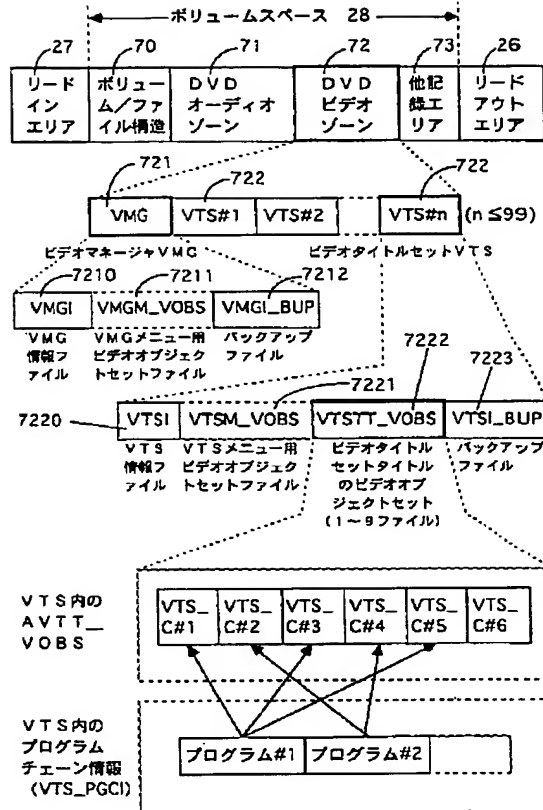 ボリュームスペース 28
27 70 71 72 73 26
リード
イン
エリア
ボリュー
ム/ファ
イル構造
DVD
オーディオ
ゾーン
DVD
ビデオ
ゾーン
他記
録エ
リア
リード
アウト
エリア
721 722 722
VMG VTS#1 VTS#2 VTS#n (n≦99)
ビデオマネージャVMG ビデオタイトルセットVTS
7210 7211 7212
VMGI VMGM_VOBS VMGI_BUP
VMG
情報フ
ァイル
VMGメニュー用
ビデオオブジェク
トセットファイル
バックアップ
ファイル
7221 7222 7223
7220 VTSI VTSM_VOBS VTSTT_VOBS VTSI_BUP
VTS
情報フ
ァイル
VTSメニュー用
ビデオオブジェク
トセットファイル
ビデオタイトル
セットタイトル
のビデオオブ
ジェクトセット
(1~9ファイル)
バックアップ
ファイル
VTS内の
AVTT_
VOBS
VTS_
C#1
VTS_
C#2
VTS_
C#3
VTS_
C#4
VTS_
C#5
VTS_
C#6
VTS内の
プログラム
チェーン情報
(VTS_PGCI)
プログラム#1 プログラム#2